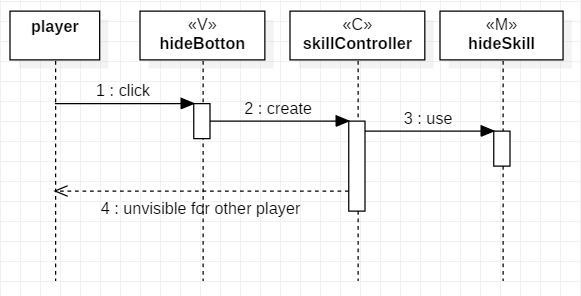 player
«V»
hideBotton
«C»
skillController
«M»
hideSkill
1 : click
2 : create
3 : use
4 : unvisible for other player